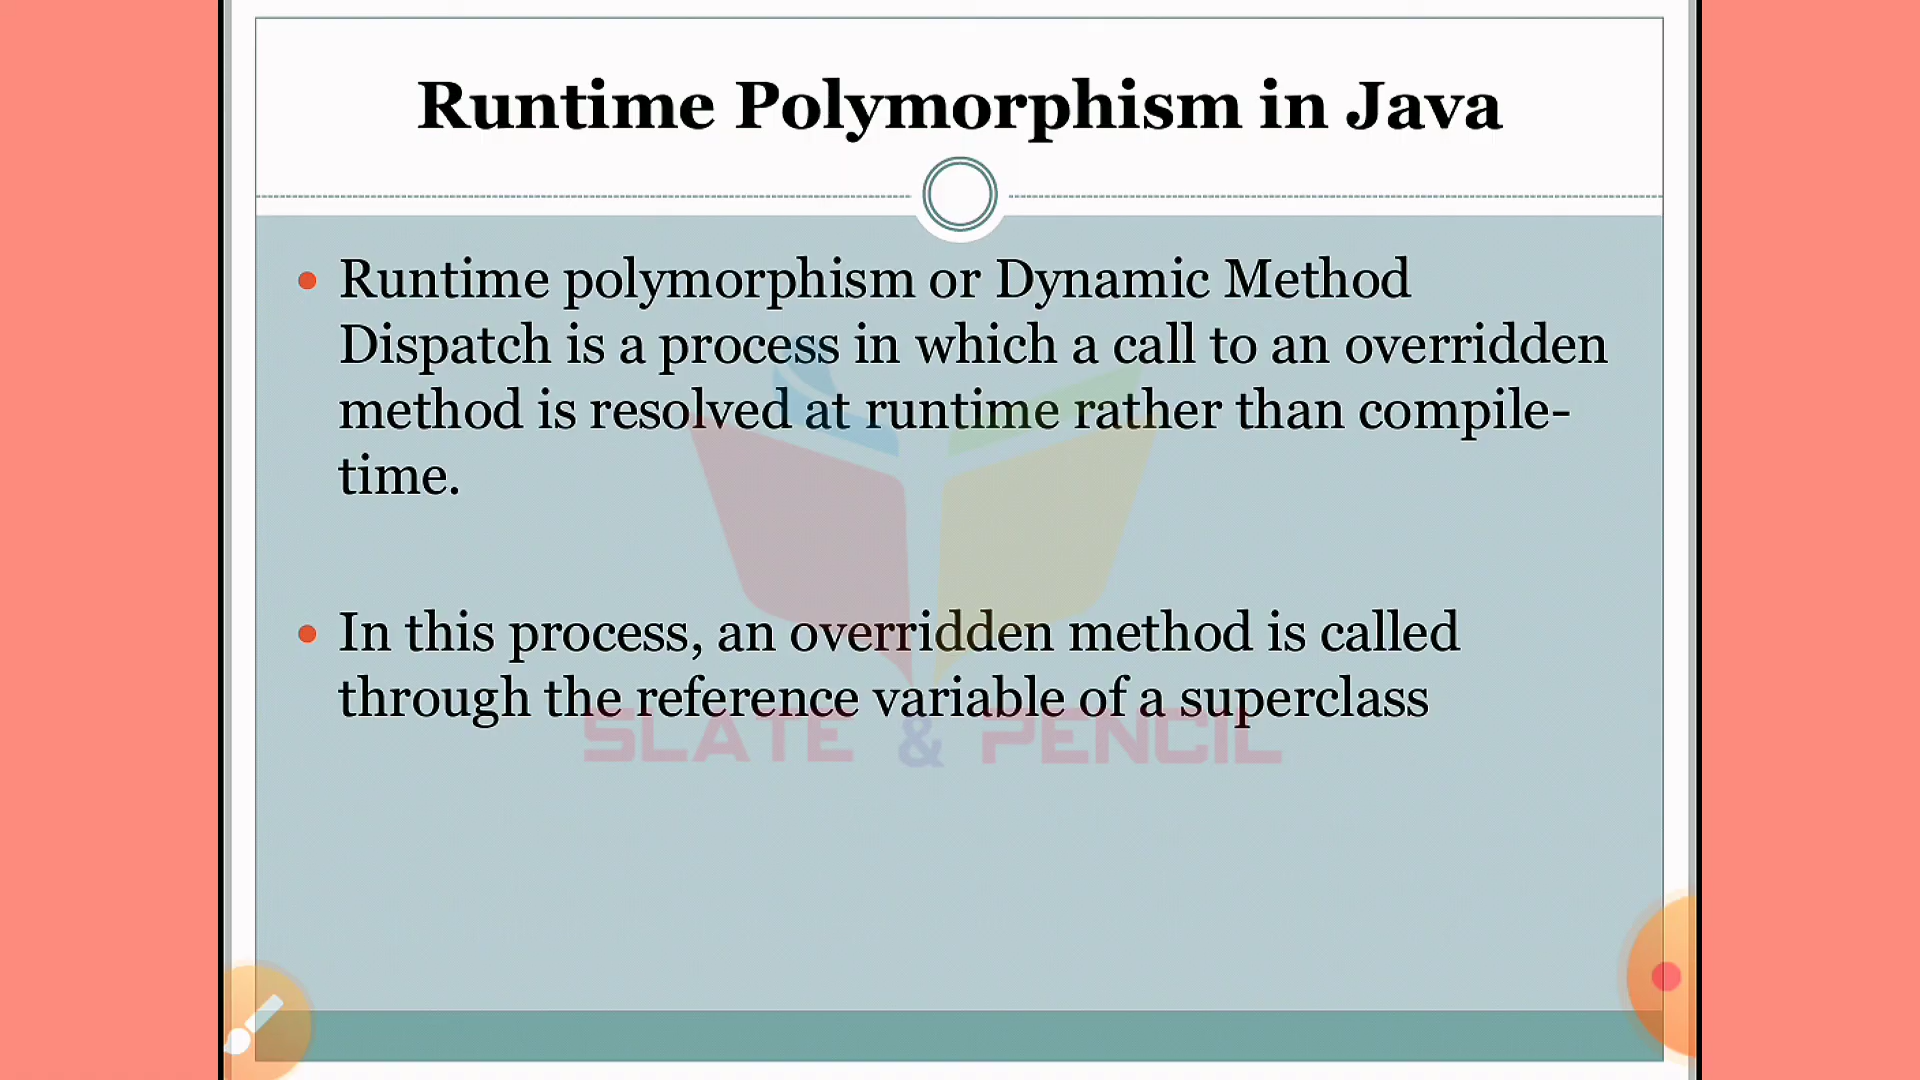 Runtime Polymorphism in Java
Runtime polymorphism or Dynamic Method
Dispatch is a process in which a call to an overridden
method is resolved at runtime rather than compile-
time.
In this process, an overridden method is called
through the reference variable of a superclass
SLATE & PENCIL